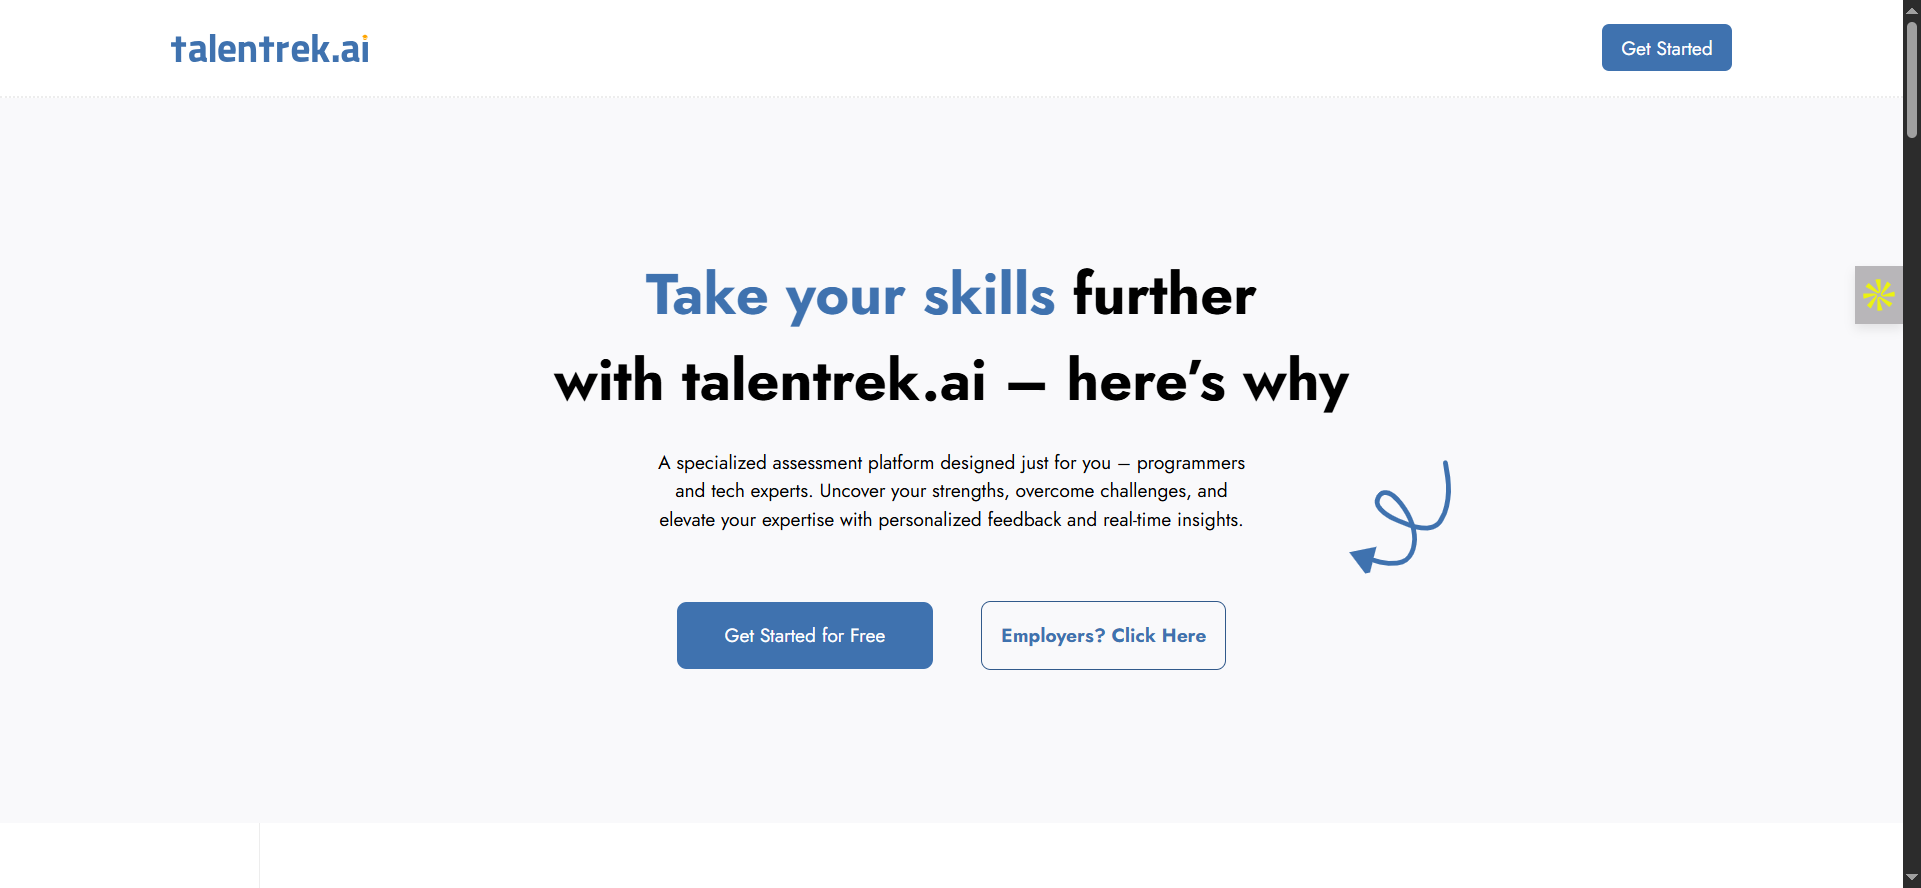 talentrek.ai
Get Started
Take your skills further
with talentrek.ai – here’s why
A specialized assessment platform designed just for you – programmers
and tech experts. Uncover your strengths, overcome challenges, and
elevate your expertise with personalized feedback and real-time insights.
Get Started for Free
Employers? Click Here